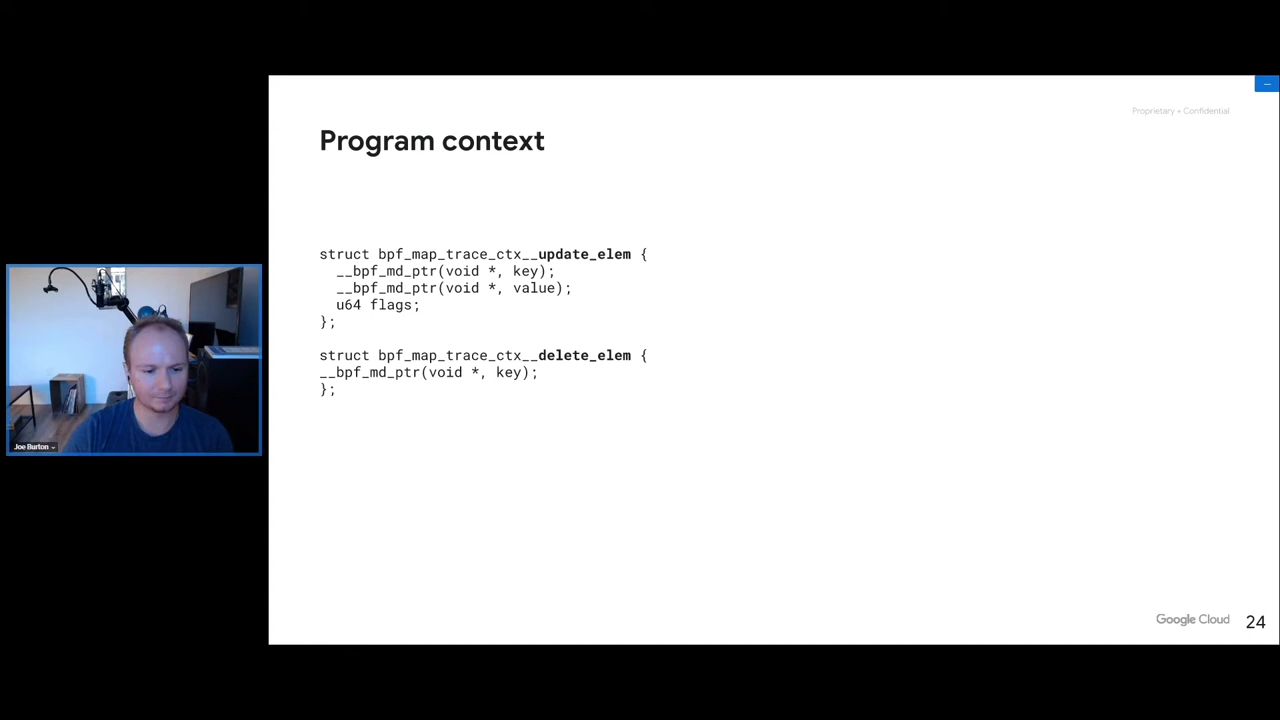 Proprietary + Confidential
Program context
struct bpf_map_trace_ctx__update_elem {
__bpf_md_ptr(void *, key);
__bpf_md_ptr(void *, value);
u64 flags;
};
struct bpf_map_trace_ctx__delete_elem {
__bpf_md_ptr(void *, key);
};
Joe Burton
Google Cloud
24